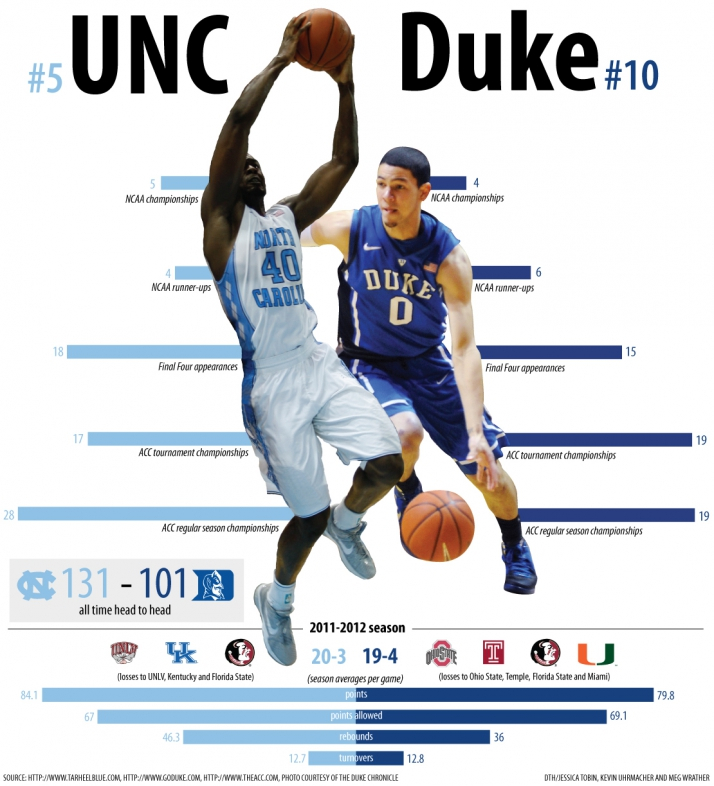 #5 UNC Duke #10
5 4
NCAA championships NCAA championships
4 6
NCAA runner-ups NCAA runner-ups
18 15
Final Four appearances Final Four appearances
17 19
ACC tournament championships ACC tournament championships
28 19
ACC regular season championships ACC regular season championships
NORTH
40
CAROLI
DUKE
0
NC 131 - 101
all time head to head
2011-2012 season
UNLV UK 20-3 19-4 OHIO STATE T U
(losses to UNLV, Kentucky and Florida State) (season averages per game) (losses to Ohio State, Temple, Florida State and Miami)
84.1 points 79.8
67 points allowed 69.1
46.3 rebounds 36
12.7 turnovers 12.8
SOURCE: HTTP://WWW.TARHEELBLUE.COM, HTTP://WWW.GODUKE.COM, HTTP://WWW.THEACC.COM, PHOTO COURTESY OF THE DUKE CHRONICLE DTH/JESSICA TOBIN, KEVIN UHRMACHER AND MEG WRATHER